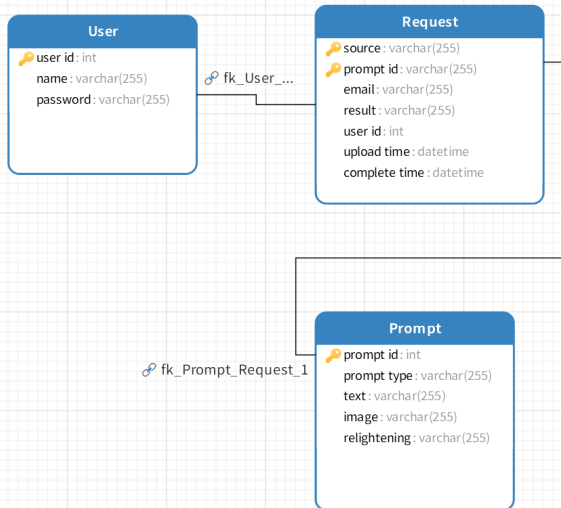 User
user id : int
name : varchar(255)
password : varchar(255)
fk_User_...
Request
source : varchar(255)
prompt id : varchar(255)
email : varchar(255)
result : varchar(255)
user id : int
upload time : datetime
complete time : datetime
fk_Prompt_Request_1
Prompt
prompt id : int
prompt type : varchar(255)
text : varchar(255)
image : varchar(255)
relightening : varchar(255)